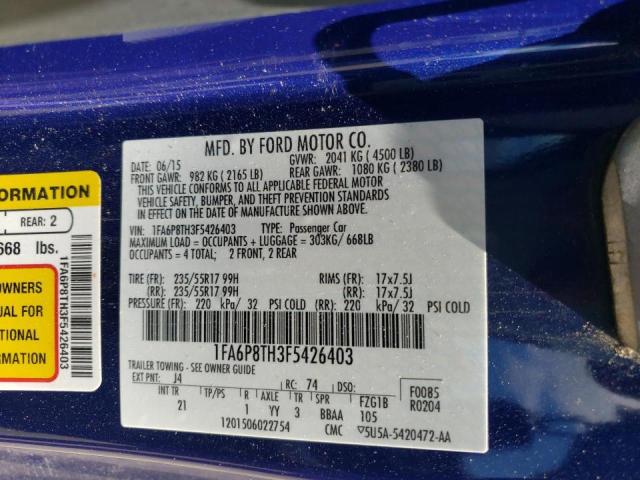 MFD. BY FORD MOTOR CO.
DATE: 06/15 GVWR: 2041 KG ( 4500 LB)
FRONT GAWR: 982 KG ( 2165 LB) REAR GAWR: 1080 KG ( 2380 LB)
THIS VEHICLE CONFORMS TO ALL APPLICABLE FEDERAL MOTOR
VEHICLE SAFETY, BUMPER, AND THEFT PREVENTION STANDARDS
IN EFFECT ON THE DATE OF MANUFACTURE SHOWN ABOVE.
VIN: 1FA6P8TH3F5426403 TYPE: Passenger Car
MAXIMUM LOAD = OCCUPANTS + LUGGAGE = 303KG/ 668LB
OCCUPANTS = 4 TOTAL; 2 FRONT, 2 REAR
TIRE (FR): 235/55R17 99H RIMS (FR): 17x7.5J
(RR): 235/55R17 99H (RR): 17x7.5J
PRESSURE (FR): 220 kPa/ 32 PSI COLD (RR): 220 kPa/ 32 PSI COLD
1FA6P8TH3F5426403
TRAILER TOWING - SEE OWNER GUIDE
EXT PNT: J4 RC: 74 DSO: F0085
INT TR TP/PS R AXLE TR SPR FZG1B R0204
21 1 YY 3 BBAA 105
1201506022754 CMC 5U5A-5420472-AA
FORMATION
REAR: 2
668 lbs.
OWNERS
UAL FOR
TIONAL
MATION
1FA6P8TH3F5426403